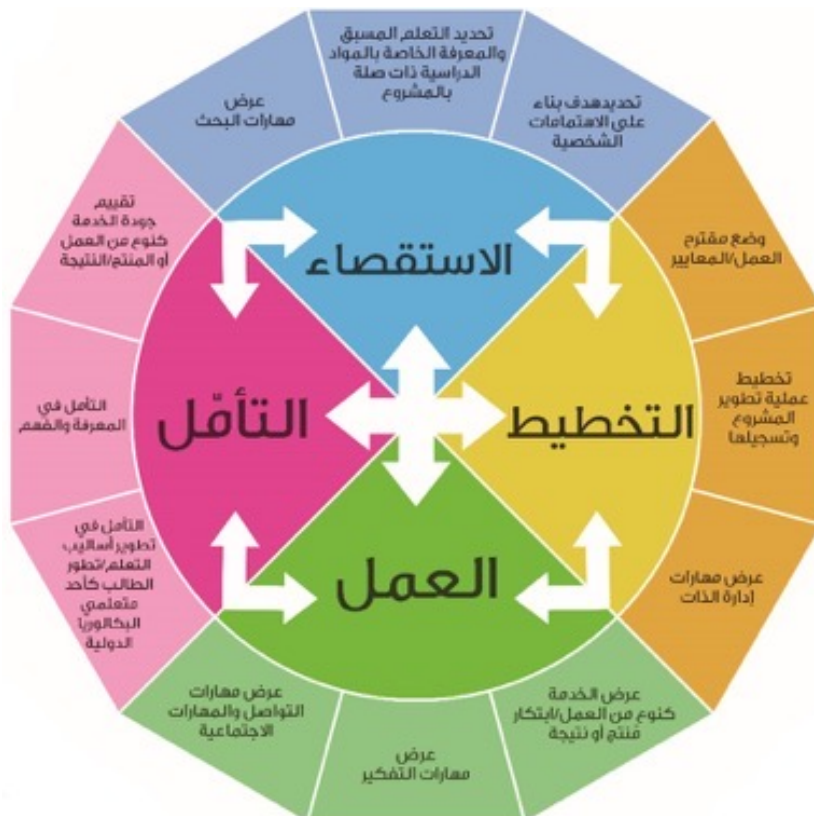 الاستقصاء
تحديدهدف بناء
على الاستمامات
الشخصية
تحديد التعلم المسبق
والمعرفة الخاصة بالمواد
الدراسية ذات صلة
بالمشروع
عرض
مهارات البحث
التخطيط
وضع مقترح
العمل/المعايير
تخطيط
عملية تطوير
المشروع
وتسجيلها
عرض مهارات
إدارة الذات
العمل
عرض الخدمة
كنوع من العمل/ابتكار
مُنتج أو نتيجة
عرض
مهارات التفكير
عرض مهارات
التواصل والمهارات
الاجتماعية
التأمّل
تقييم
جودة الخدمة
كنوع من العمل
أو المنتج/النتيجة
التأمل في
المعرفة والفهم
التأمل في
تطوير أساليب
التعلم/تطور
الطالب كأحد
متعلمي
البكالوريا
الدولية